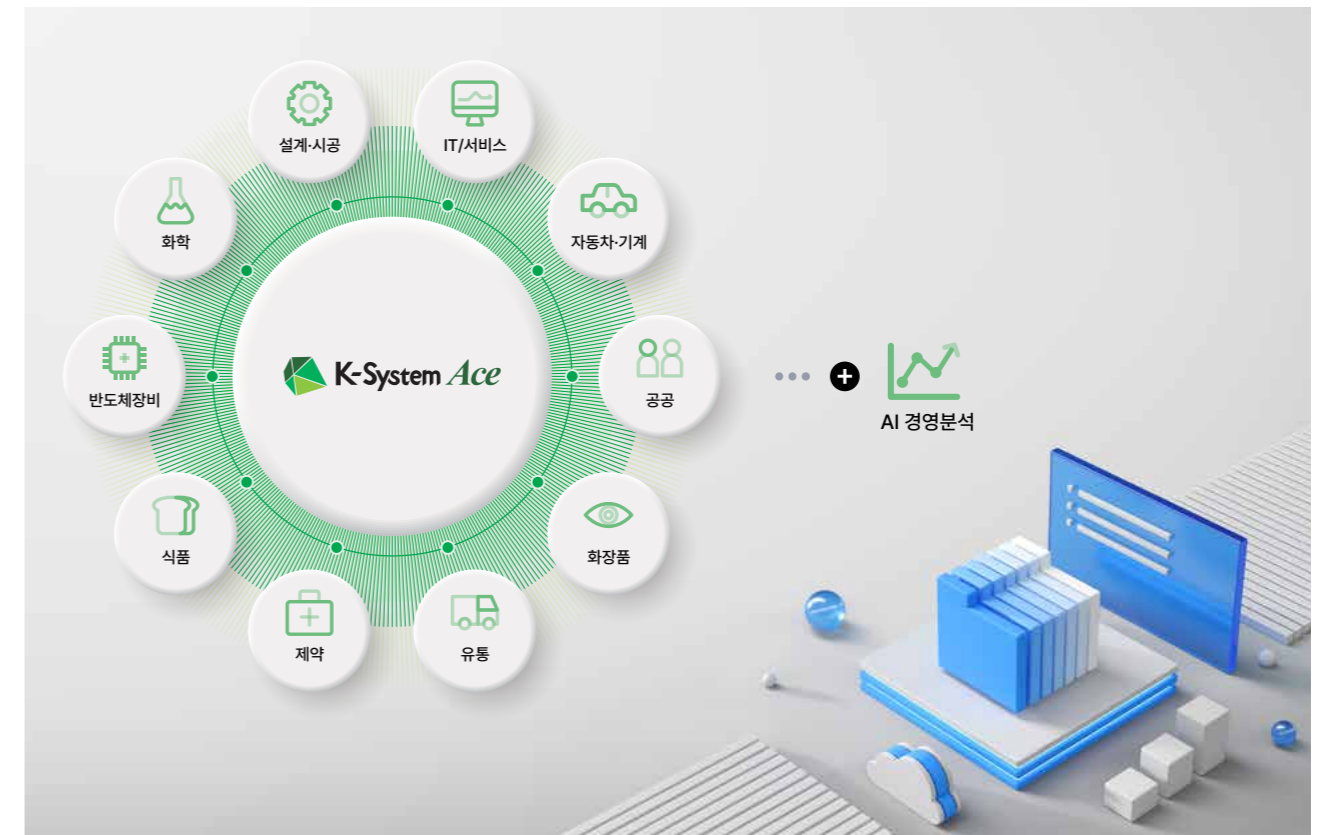 설계·시공
IT/서비스
화학
자동차·기계
K-System Ace
반도체장비
공공
AI 경영분석
식품
화장품
제약
유통